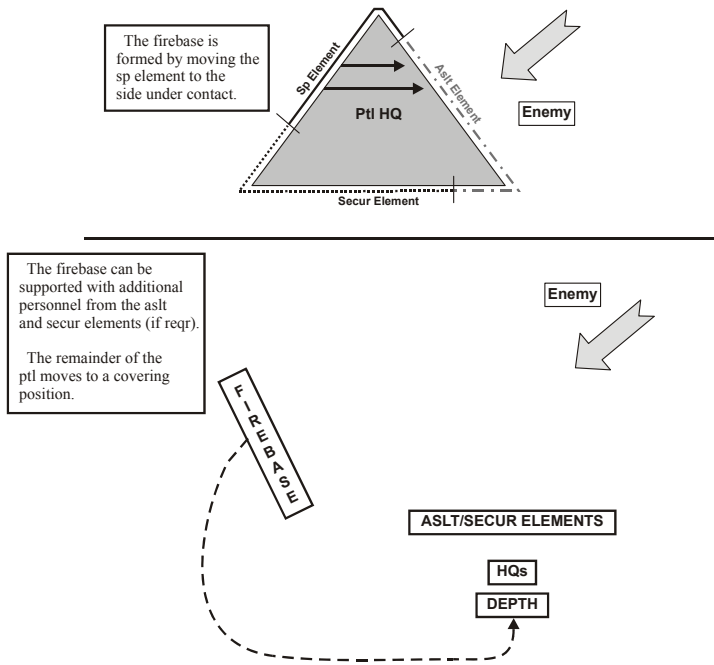 The firebase is
formed by moving the
sp element to the
side under contact.
Sp Element
Aslt Element
Ptl HQ
Enemy
Secur Element
The firebase can be
supported with additional
personnel from the aslt
and secur elements (if reqr).
The remainder of the
ptl moves to a covering
position.
Enemy
FIREBASE
ASLT/SECUR ELEMENTS
HQs
DEPTH